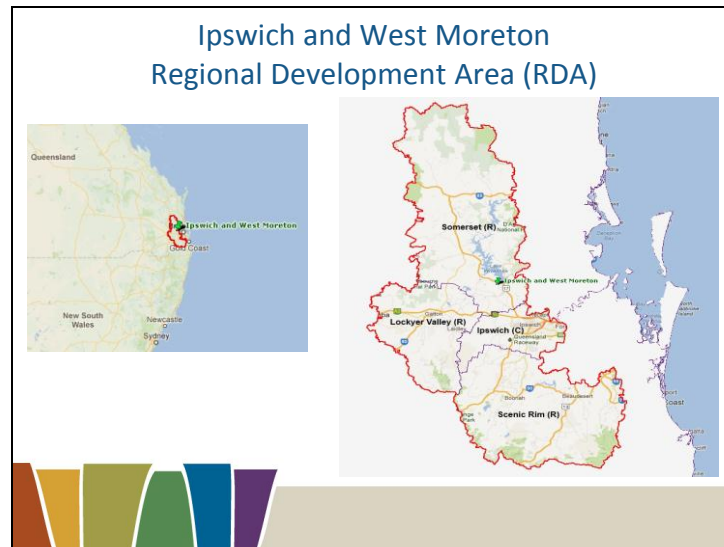 Ipswich and West Moreton
Regional Development Area (RDA)
Queensland
Ipswich and West Moreton
Gold Coast
New South
Wales
Newcastle
Sydney
Somerset (R)
Ipswich and West Moreton
Lockyer Valley (R)
Gatton
Ipswich (C)
Ipswich
Queensland
Raceway
Boonah
Beaudesert
Scenic Rim (R)